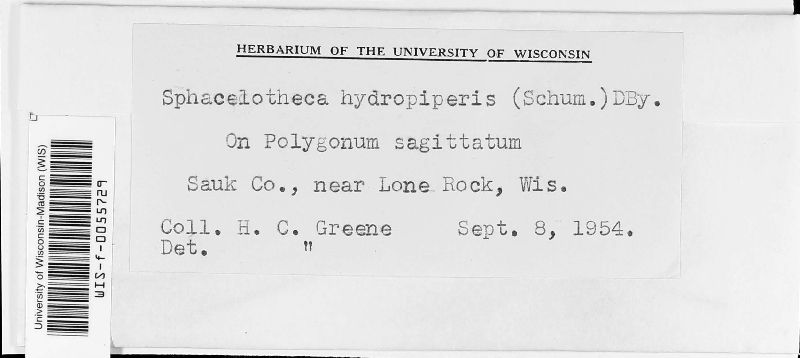 HERBARIUM OF THE UNIVERSITY OF WISCONSIN
Sphacelotheca hydropiperis (Schum.)DBy.
On Polygonum sagittatum
Sauk Co., near Lone Rock, Wis.
Coll. H. C. Greene Sept. 8, 1954.
Det. "
University of Wisconsin-Madison (WIS)
WIS-f-0055729